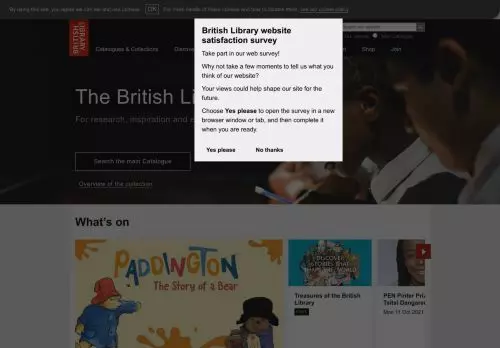 By using this site, you agree we can set and use cookies. OK For more details of these cookies and how to disable them, see our cookie policy.
BRITISH LIBRARY
Catalogues & Collections
Discover
Shop
Join
British Library website satisfaction survey
Take part in our web survey!
Why not take a few moments to tell us what you think of our website?
Your views could help shape our site for the future.
Choose Yes please to open the survey in a new browser window or tab, and then complete it when you are ready.
Yes please
No thanks
The British Li
For research, inspiration and e
Search the main Catalogue
Overview of the collection
What's on
PADDINGTON
The Story of a Bear
DISCOVER
STORIES THAT
SHAPE THE WORLD
Treasures of the British
Library
PEN Pinter Pri
Tsitsi Dangare
Mon 11 Oct 2021